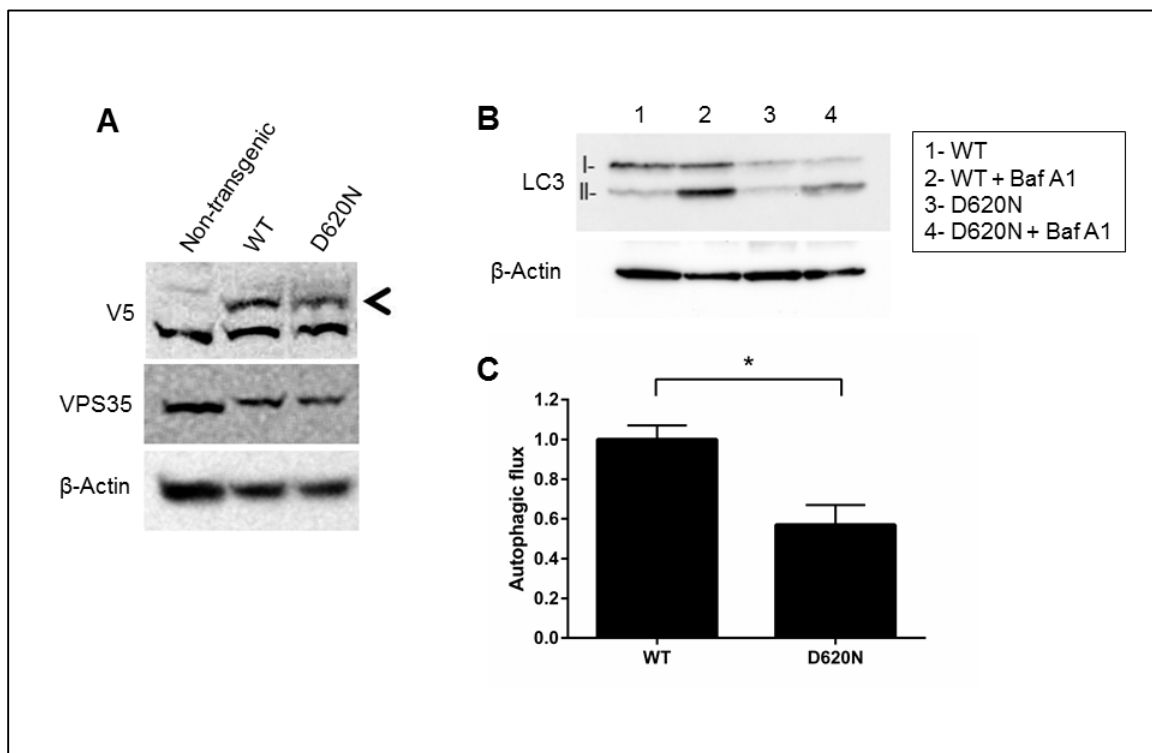 A
Non-transgenic
WT
D620N
V5
VPS35
β-Actin
B
1 2 3 4
I-
LC3
II-
β-Actin
1- WT
2- WT + Baf A1
3- D620N
4- D620N + Baf A1
C
*
Autophagic flux
1.2
1.0
0.8
0.6
0.4
0.2
0.0
WT D620N